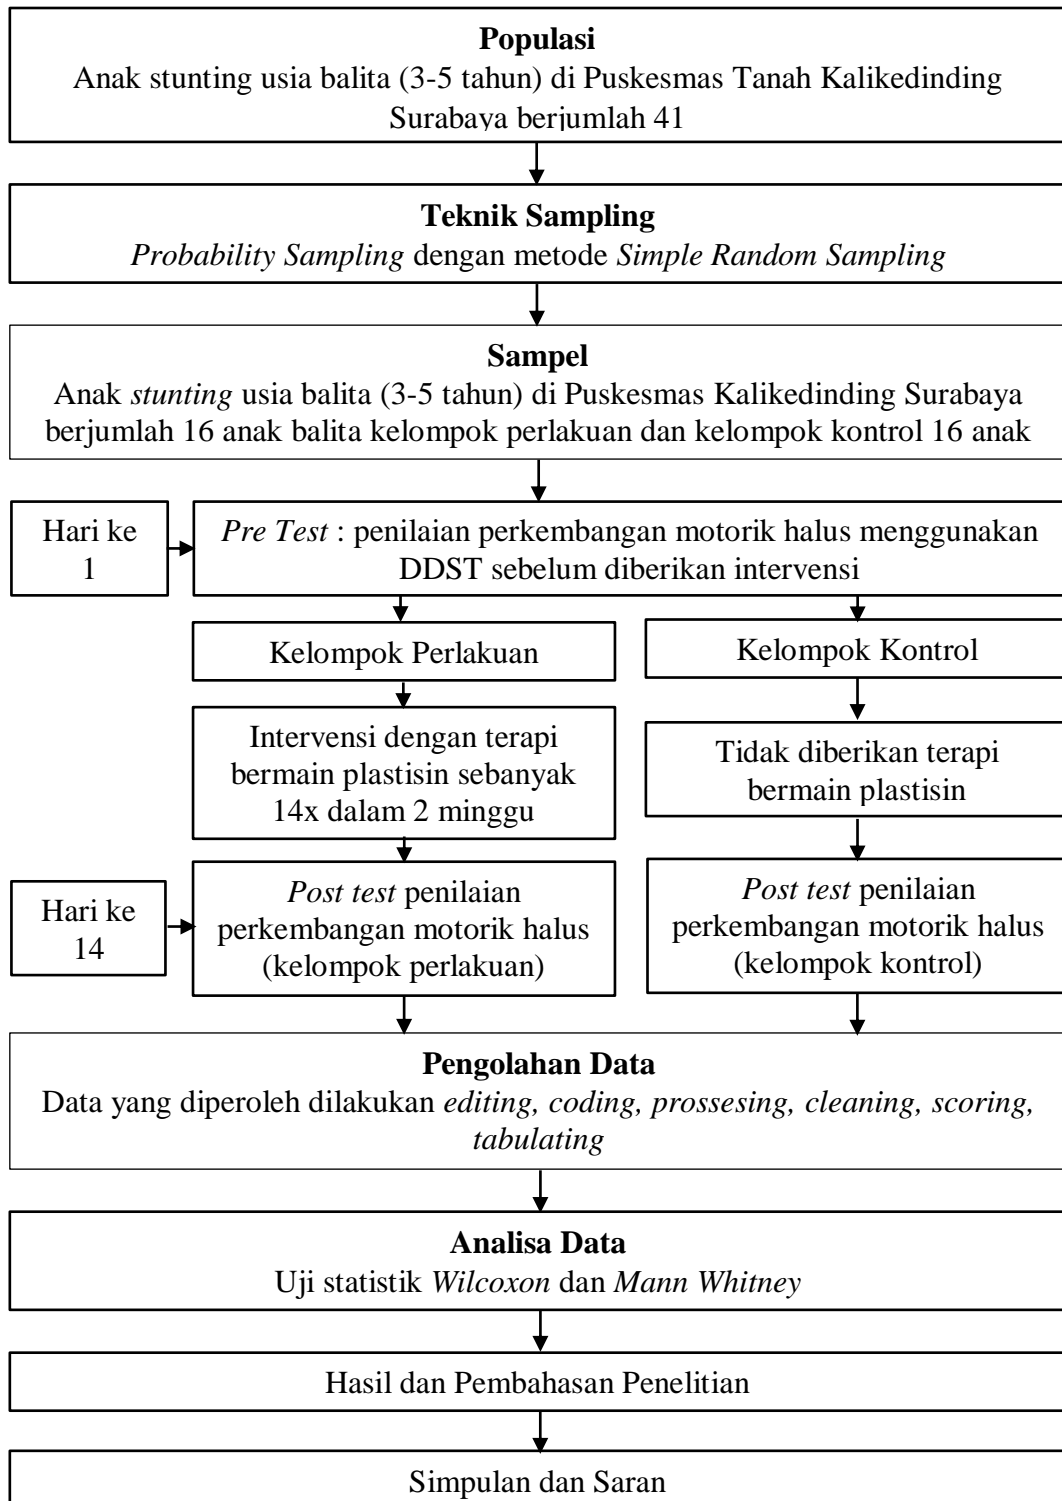 Populasi
Anak stunting usia balita (3-5 tahun) di Puskesmas Tanah Kalikedinding
Surabaya berjumlah 41
Teknik Sampling
Probability Sampling dengan metode Simple Random Sampling
Sampel
Anak stunting usia balita (3-5 tahun) di Puskesmas Kalikedinding Surabaya
berjumlah 16 anak balita kelompok perlakuan dan kelompok kontrol 16 anak
Hari ke
1
Pre Test : penilaian perkembangan motorik halus menggunakan
DDST sebelum diberikan intervensi
Kelompok Perlakuan
Kelompok Kontrol
Intervensi dengan terapi
bermain plastisin sebanyak
14x dalam 2 minggu
Tidak diberikan terapi
bermain plastisin
Hari ke
14
Post test penilaian
perkembangan motorik halus
(kelompok perlakuan)
Post test penilaian
perkembangan motorik halus
(kelompok kontrol)
Pengolahan Data
Data yang diperoleh dilakukan editing, coding, prossesing, cleaning, scoring,
tabulating
Analisa Data
Uji statistik Wilcoxon dan Mann Whitney
Hasil dan Pembahasan Penelitian
Simpulan dan Saran